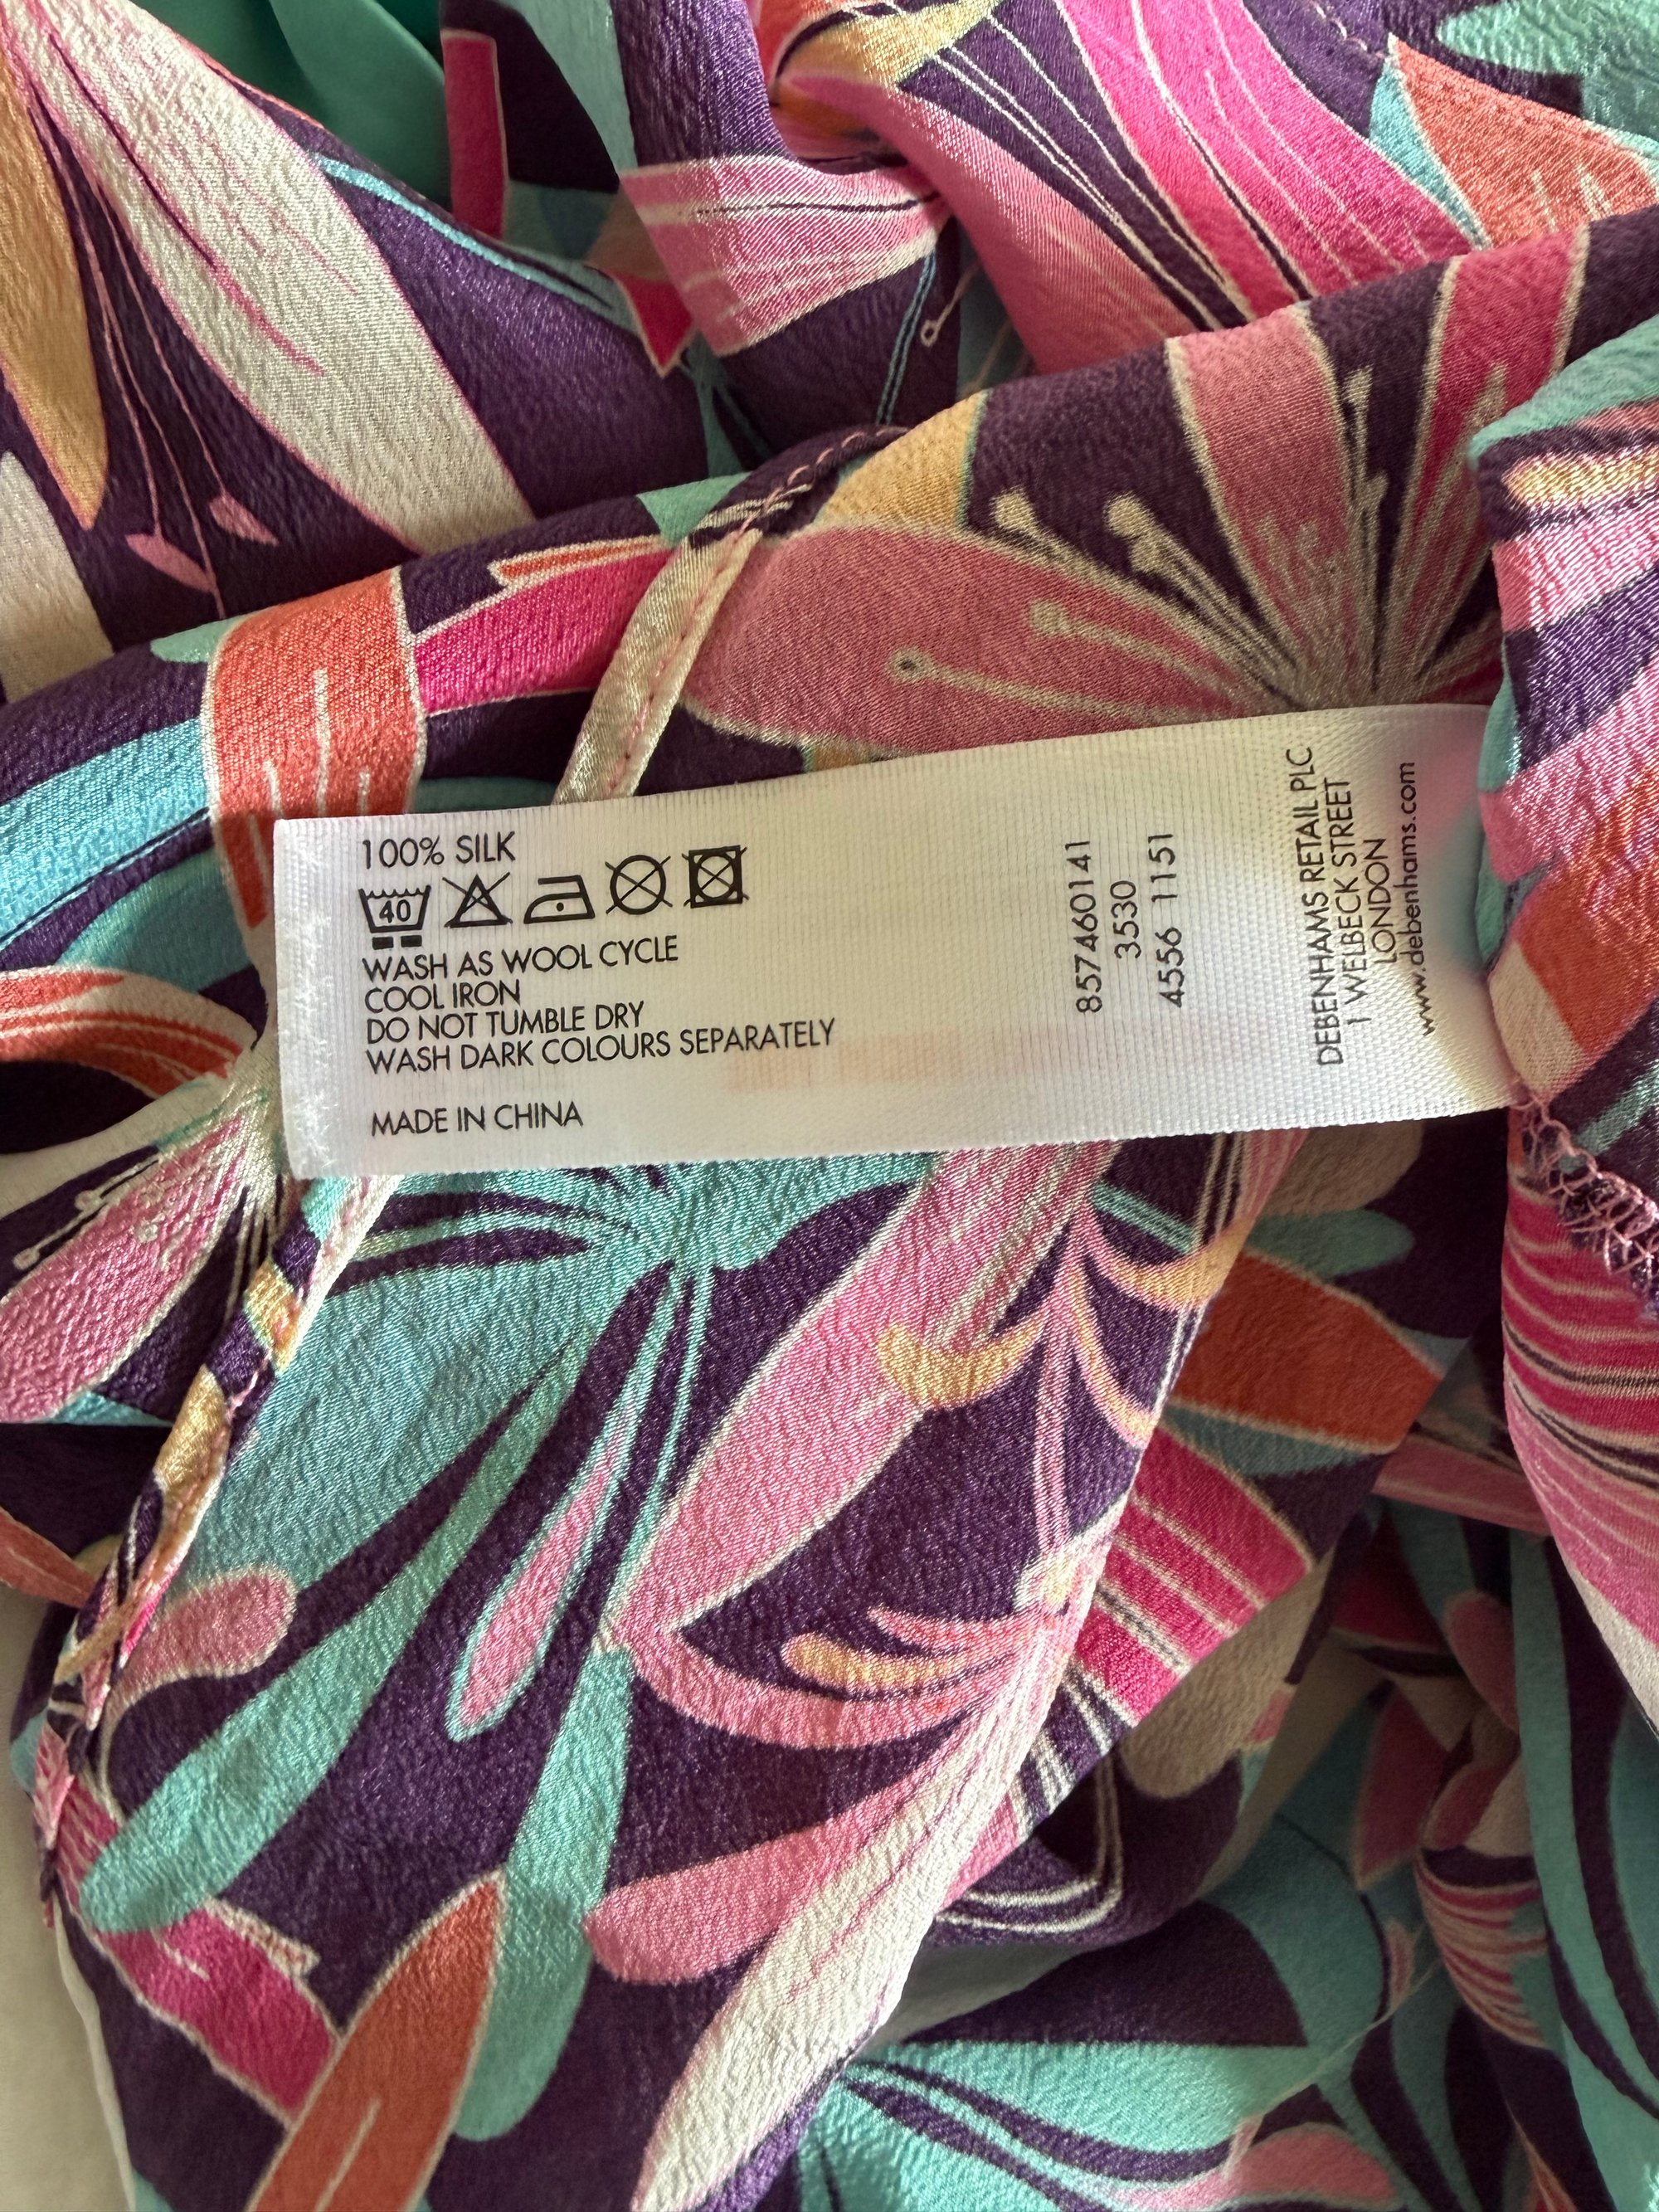 100% SILK
40
WASH AS WOOL CYCLE
COOL IRON
DO NOT TUMBLE DRY
WASH DARK COLOURS SEPARATELY
MADE IN CHINA
857460141
3530
4556 1151
DEBENHAMS RETAIL PLC
1 WELBECK STREET
LONDON
www.debenhams.com